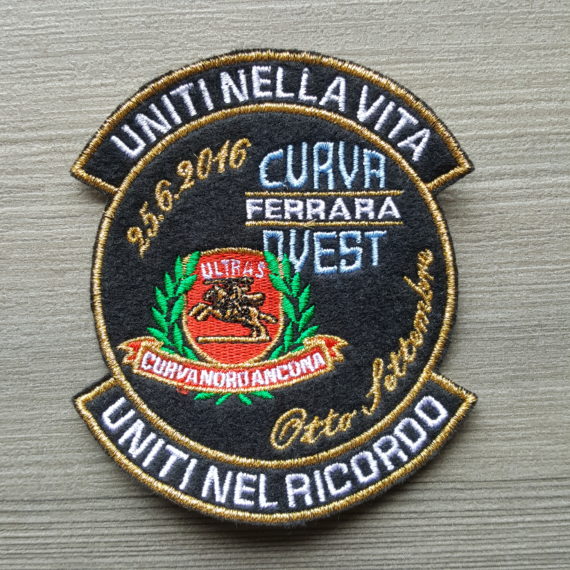 UNITI NELLA VITA
25.6.2016
CURVA
FERRARA
OVEST
ULTRAS
CURVA NORD ANCONA
Otto Settembre
UNITI NEL RICORDO